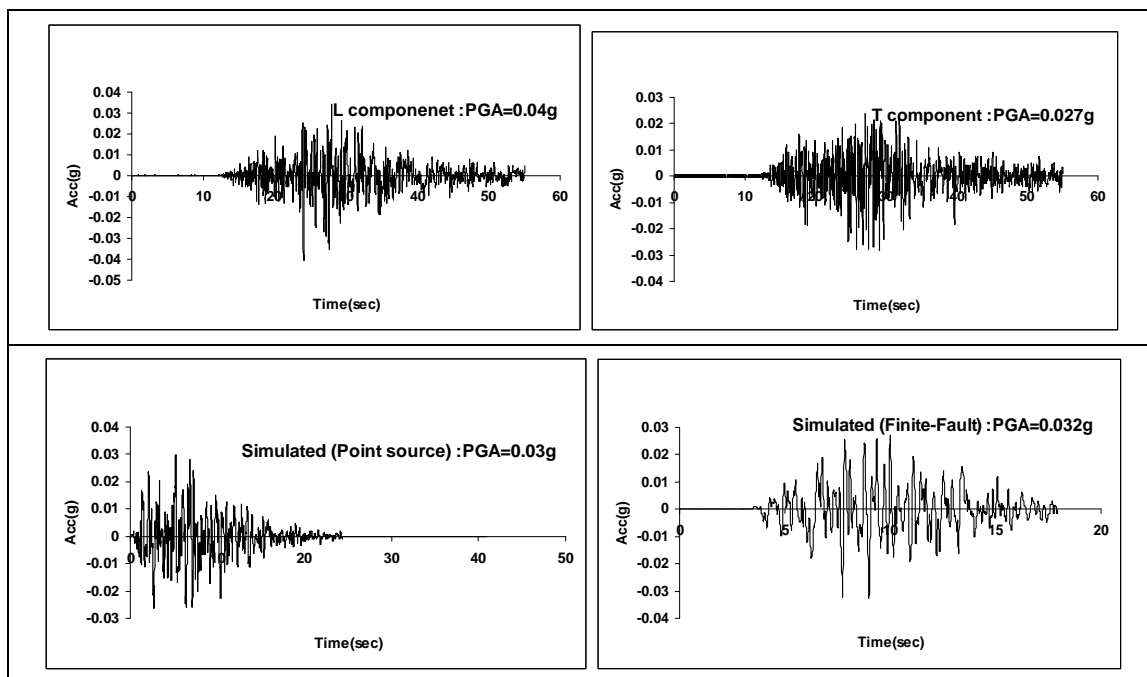 L componenet :PGA=0.04g
0.04
0.03
0.02
0.01
0
-0.01
-0.02
-0.03
-0.04
-0.05
0 10 20 30 40 50 60
Acc(g)
Time(sec)
T component :PGA=0.027g
0.03
0.02
0.01
0
-0.01
-0.02
-0.03
-0.04
0 10 20 30 40 50 60
Acc(g)
Time(sec)
Simulated (Point source) :PGA=0.03g
0.04
0.03
0.02
0.01
0
-0.01
-0.02
-0.03
0 10 20 30 40 50
Acc(g)
Time(sec)
Simulated (Finite-Fault) :PGA=0.032g
0.03
0.02
0.01
0
-0.01
-0.02
-0.03
-0.04
0 5 10 15 20
Acc(g)
Time(sec)